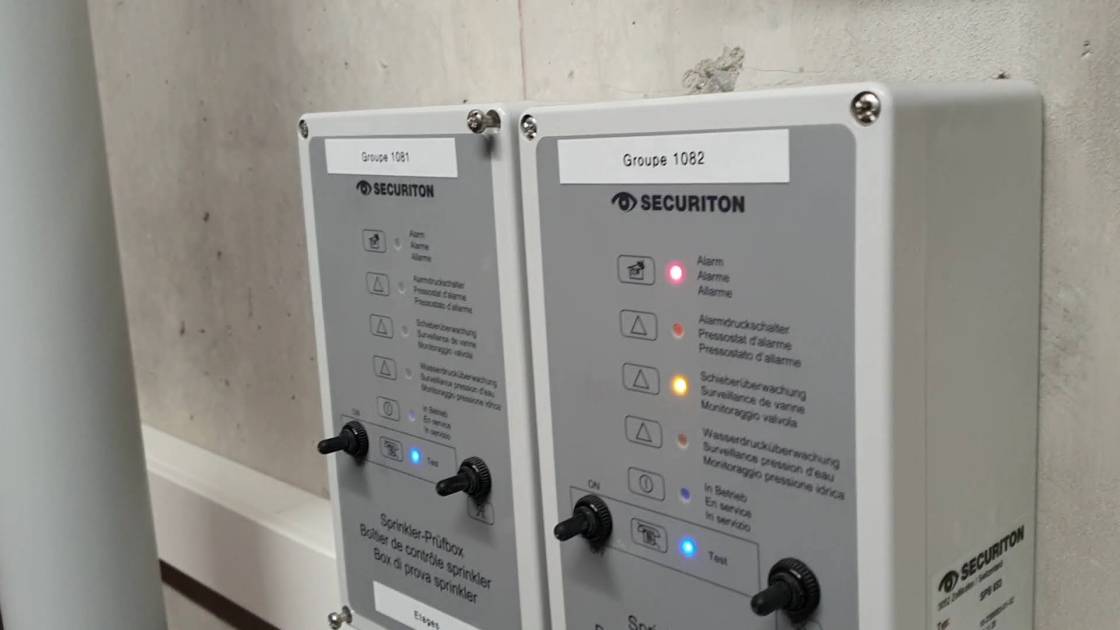 Groupe 1081
SECURITON
Alarm
Alarme
Allarme
Alarmdruckschalter
Pressostat d'alarme
Pressostato d'allarme
Schieberüberwachung
Surveillance de vanne
Monitoraggio valvola
Wasserdrucküberwachung
Surveillance pression d'eau
Monitoraggio pressione idrica
In Betrieb
En service
In servizio
ON
Test
Sprinkler-Prüfbox
Boîtier de contrôle sprinkler
Box di prova sprinkler
Etages
Groupe 1082
SECURITON
Alarm
Alarme
Allarme
Alarmdruckschalter
Pressostat d'alarme
Pressostato d'allarme
Schieberüberwachung
Surveillance de vanne
Monitoraggio valvola
Wasserdrucküberwachung
Surveillance pression d'eau
Monitoraggio pressione idrica
In Betrieb
En service
In servizio
ON
Test
SECURITON